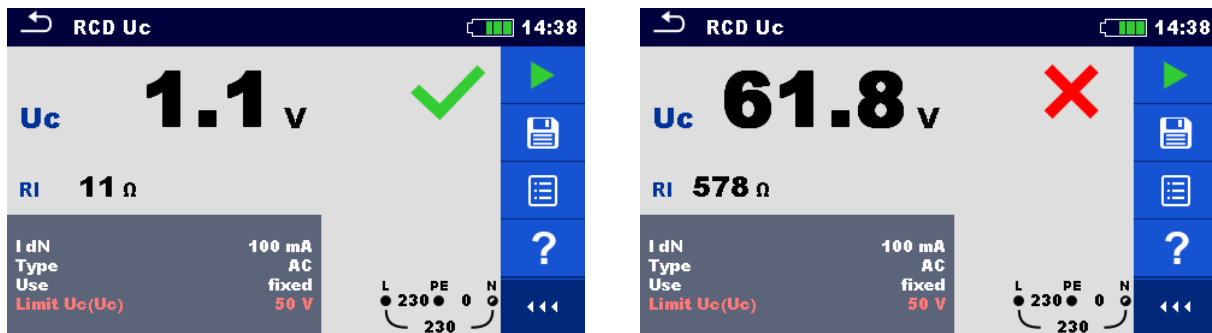 RCD Uc 14:38
Uc 1.1 V
RI 11 Ω
I dN 100 mA
Type AC
Use fixed
Limit Uc(Uc) 50 V
L PE N
230 0
230
?
RCD Uc 14:38
Uc 61.8 V
RI 578 Ω
I dN 100 mA
Type AC
Use fixed
Limit Uc(Uc) 50 V
L PE N
230 0
230
?